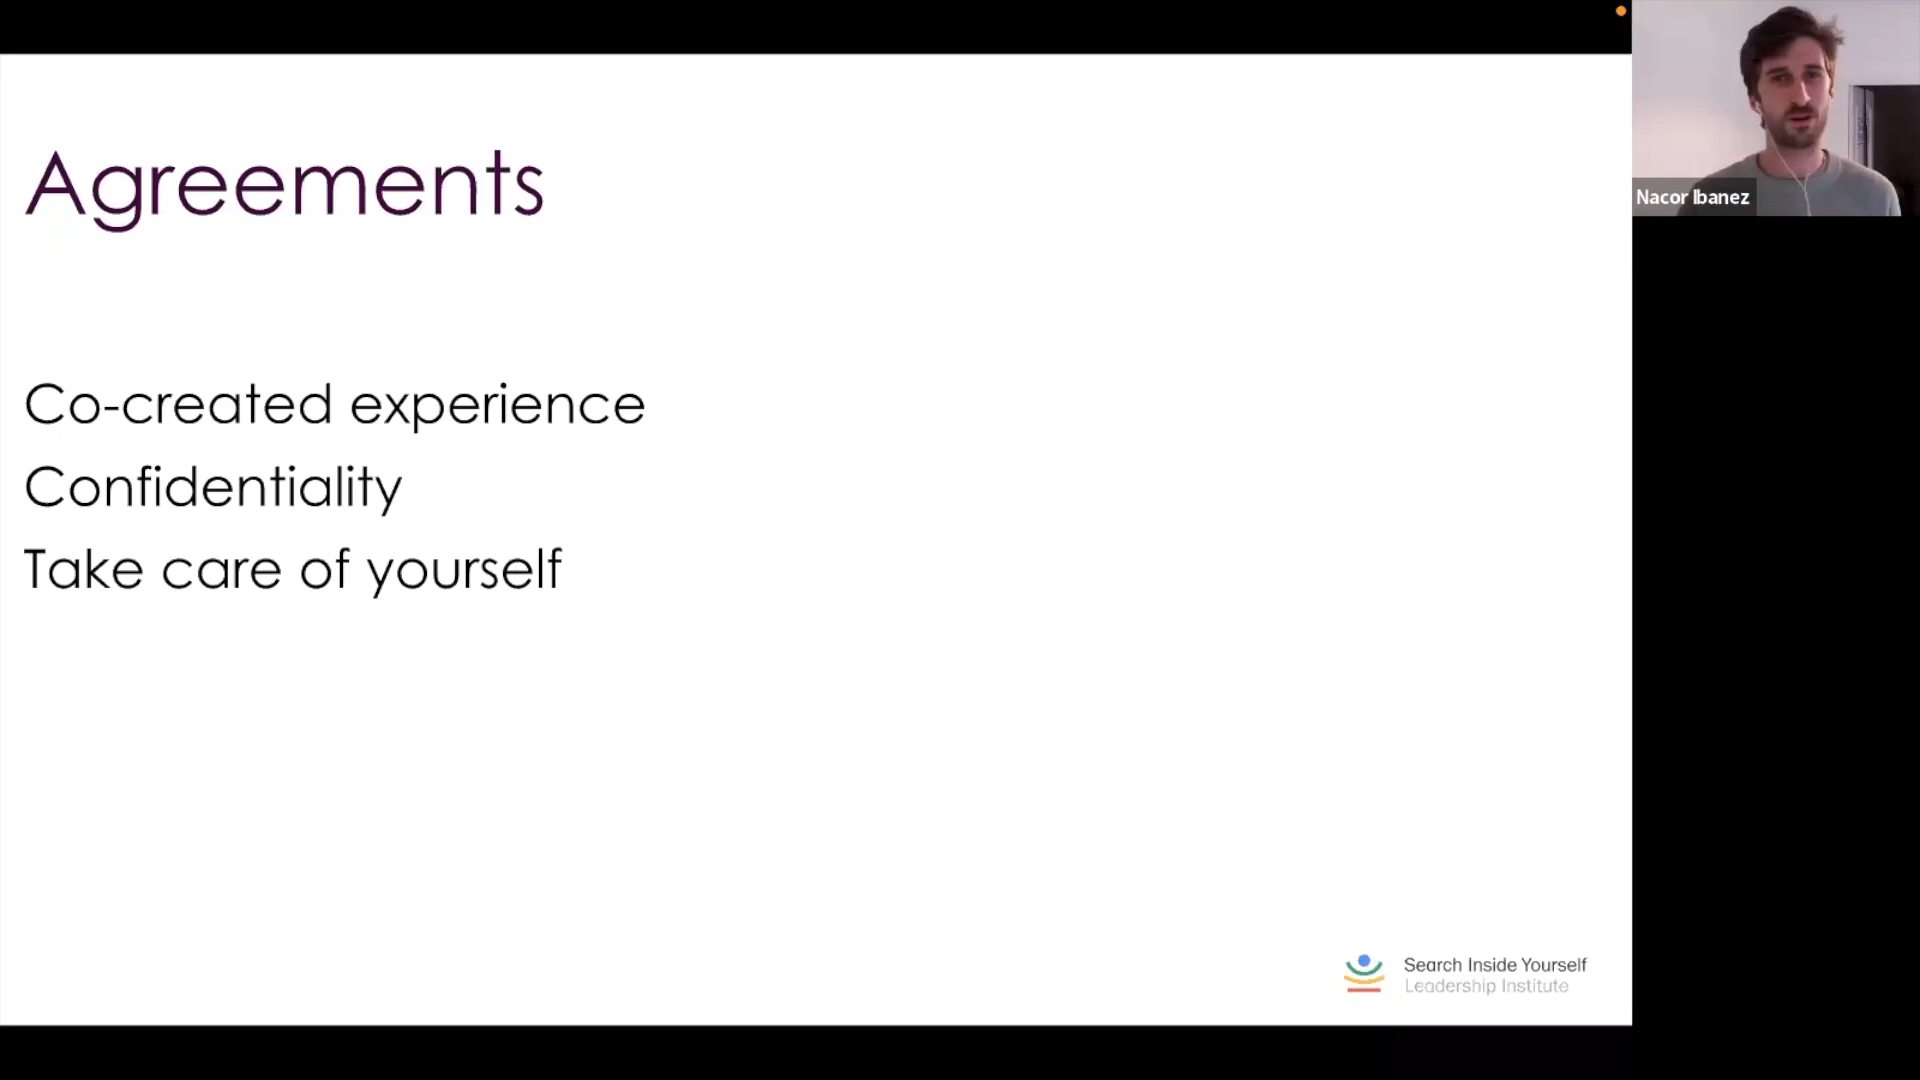 Agreements
Co-created experience
Confidentiality
Take care of yourself
Search Inside Yourself
Leadership Institute
Nacor Ibanez